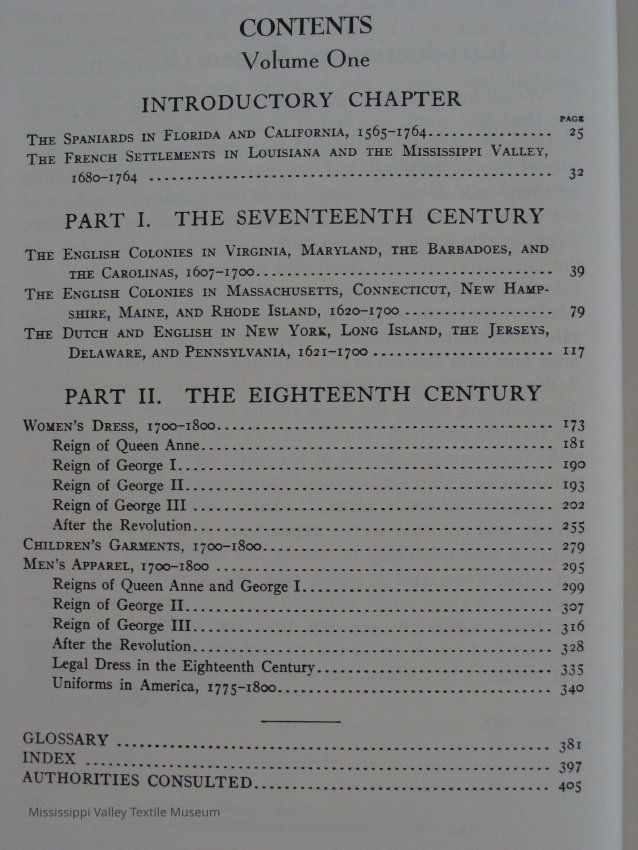 CONTENTS
Volume One
INTRODUCTORY CHAPTER
PAGE
The Spaniards in Florida and California, 1565–1764................ 25
The French Settlements in Louisiana and the Mississippi Valley,
1680–1764 ................................................ 32
PART I. THE SEVENTEENTH CENTURY
The English Colonies in Virginia, Maryland, the Barbadoes, and
the Carolinas, 1607–1700.................................... 39
The English Colonies in Massachusetts, Connecticut, New Hamp-
shire, Maine, and Rhode Island, 1620–1700 .................. 79
The Dutch and English in New York, Long Island, the Jerseys,
Delaware, and Pennsylvania, 1621–1700 ...................... 117
PART II. THE EIGHTEENTH CENTURY
Women's Dress, 1700–1800........................................ 173
Reign of Queen Anne.......................................... 181
Reign of George I............................................. 190
Reign of George II............................................ 193
Reign of George III ........................................... 202
After the Revolution........................................... 255
Children's Garments, 1700–1800................................... 279
Men's Apparel, 1700–1800 ........................................ 295
Reigns of Queen Anne and George I.............................. 299
Reign of George II............................................ 307
Reign of George III........................................... 316
After the Revolution........................................... 328
Legal Dress in the Eighteenth Century............................ 335
Uniforms in America, 1775–1800................................. 340
GLOSSARY .................................................... 381
INDEX ........................................................ 397
AUTHORITIES CONSULTED...................................... 405
Mississippi Valley Textile Museum